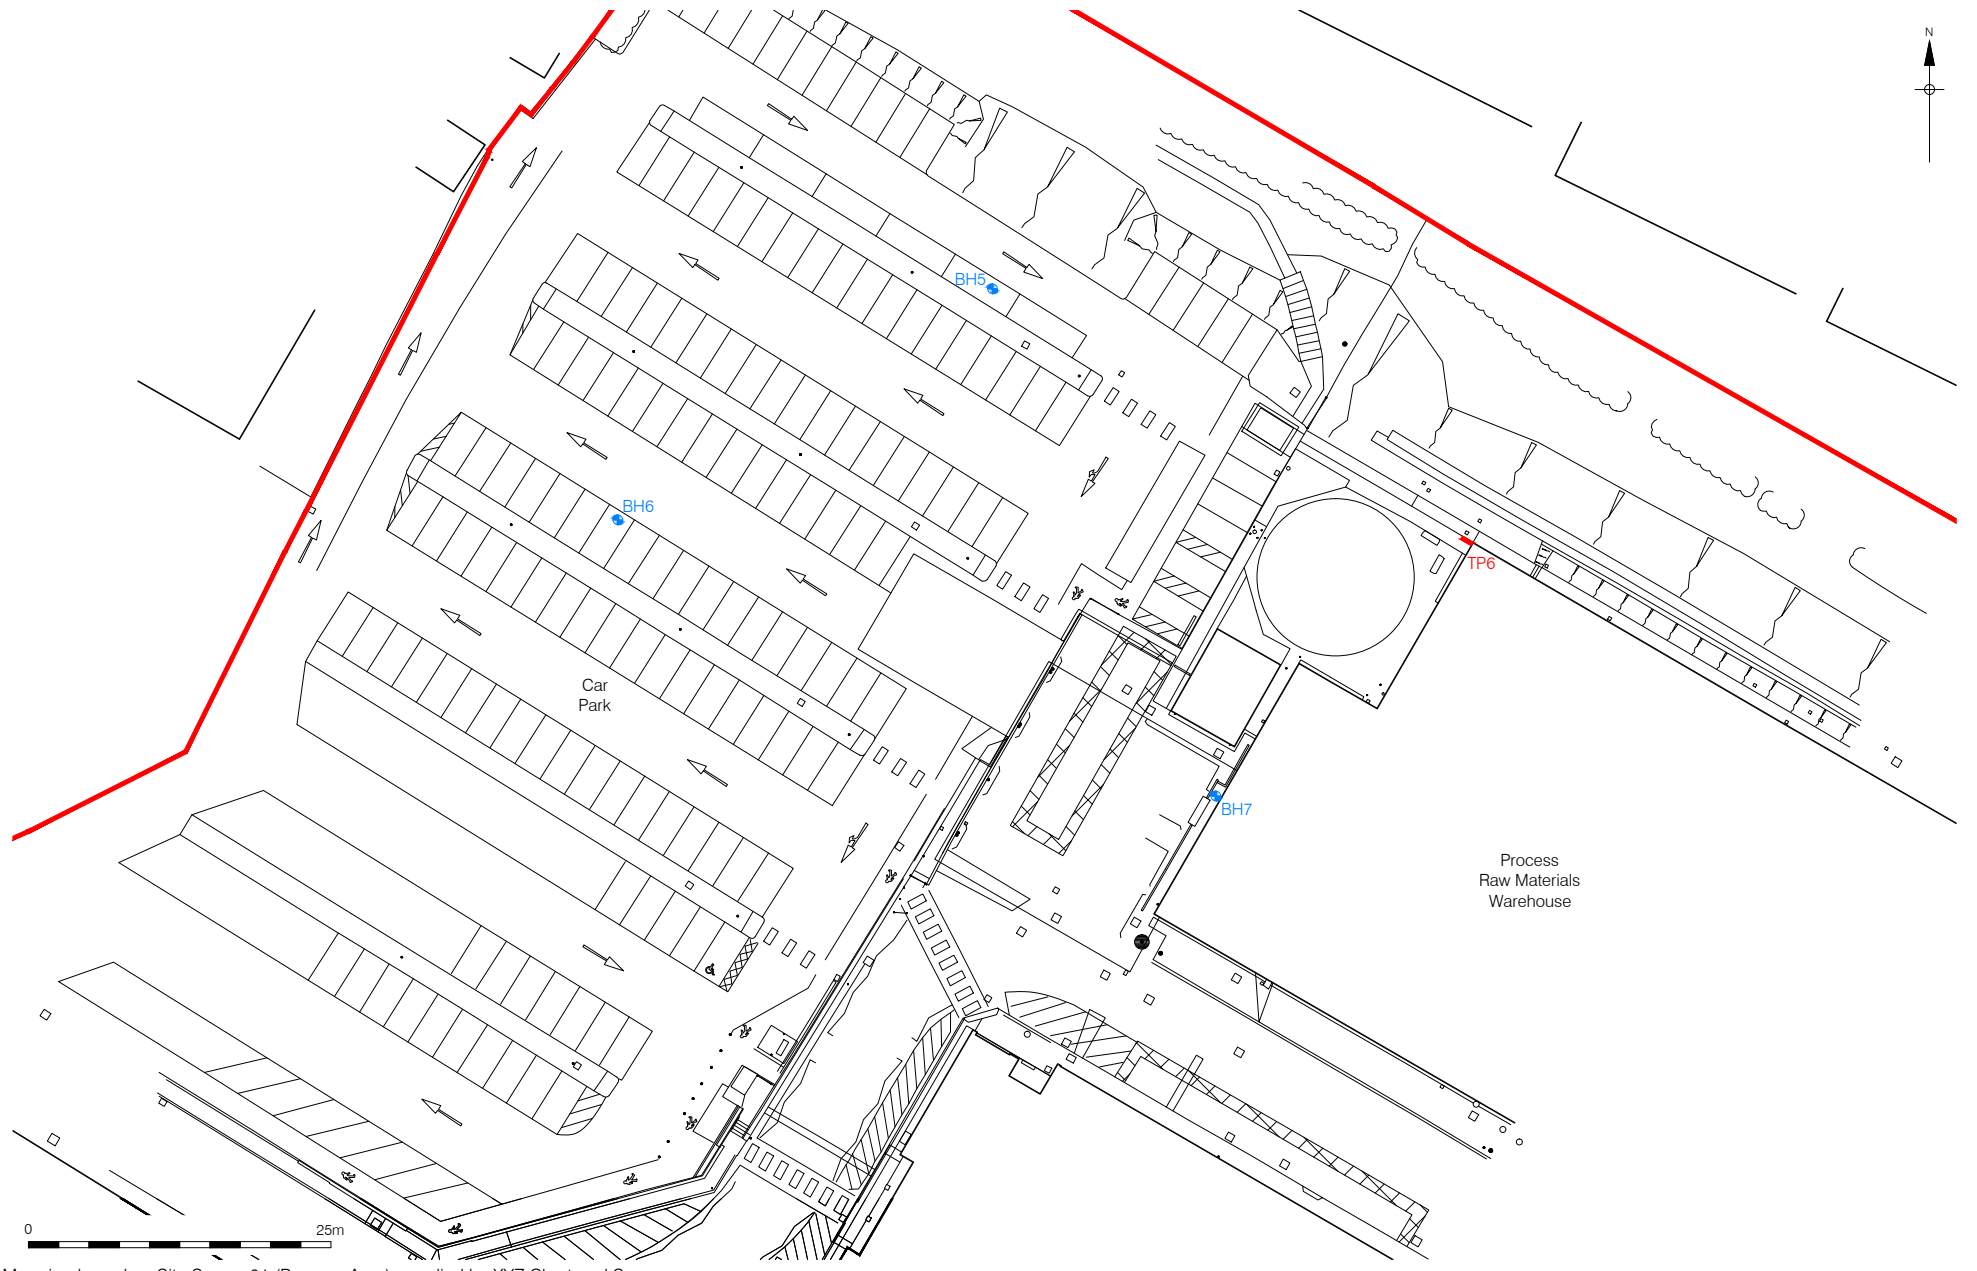 N
BH5
BH6
TP6
Car
Park
BH7
Process
Raw Materials
Warehouse
0 25m